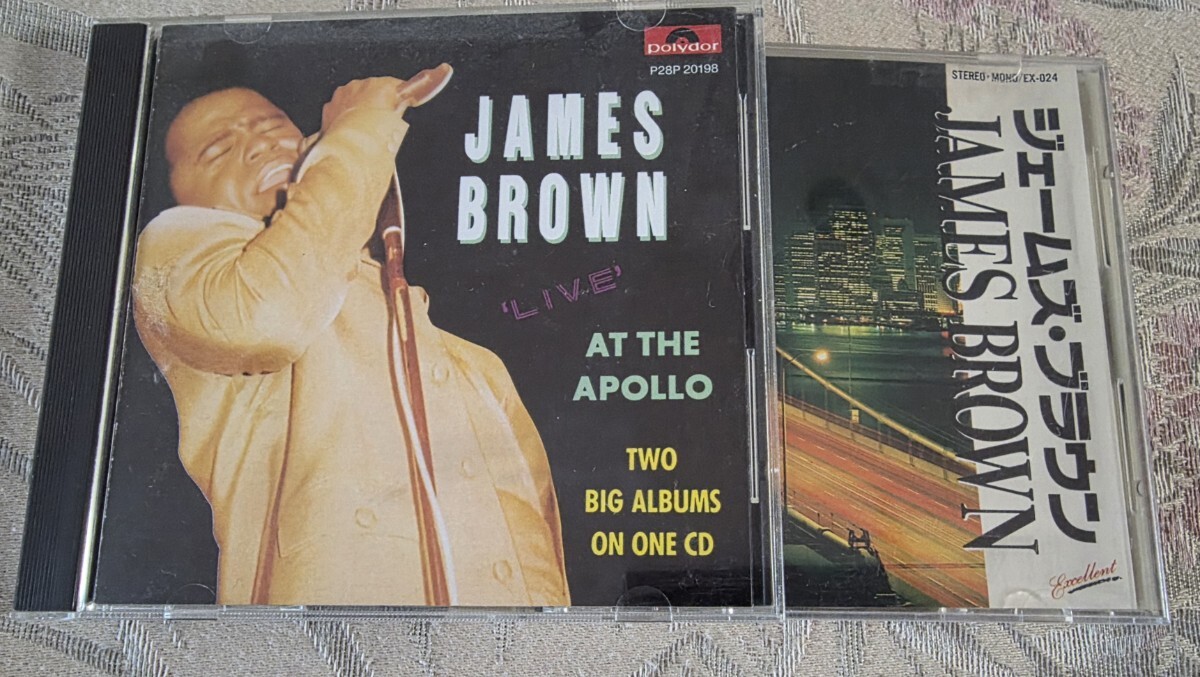 polydor
P28P 20198
JAMES
BROWN
'LIVE'
AT THE
APOLLO
TWO
BIG ALBUMS
ON ONE CD
STEREO・MONO/EX-024
ジェームズ・ブラウン
JAMES BROWN
Excellent